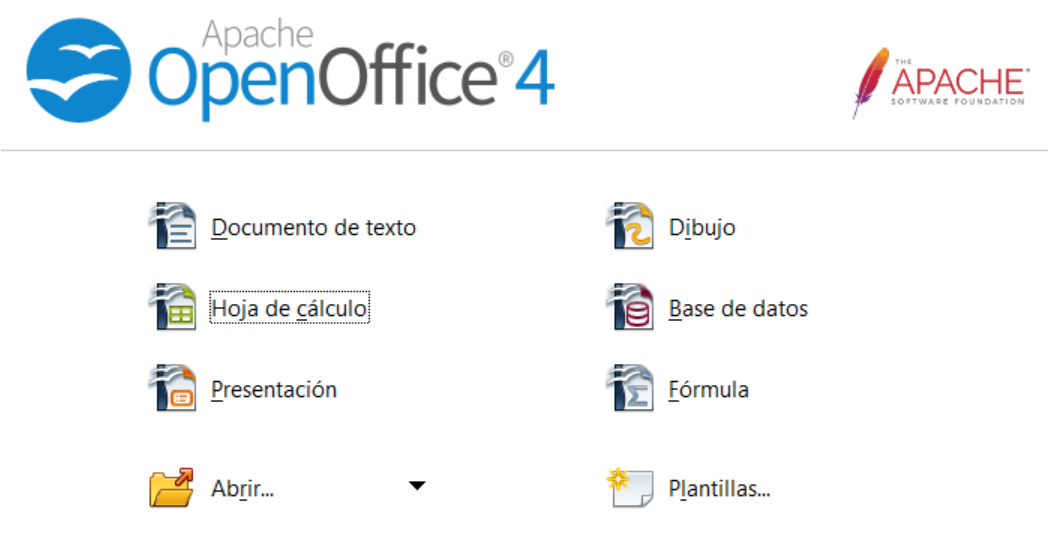 Apache
OpenOffice® 4
THE
APACHE®
SOFTWARE FOUNDATION
Documento de texto
Dibujo
Hoja de cálculo
Base de datos
Presentación
Fórmula
Abrir...
Plantillas...